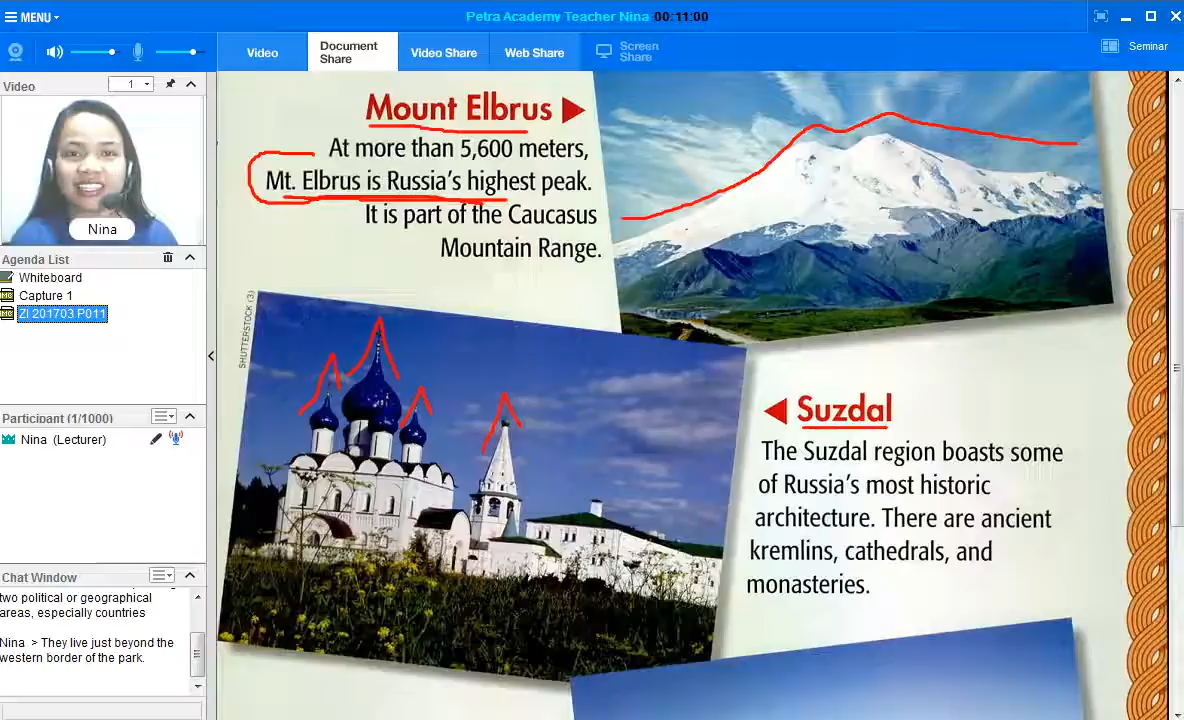 MENU
Petra Academy Teacher Nina 00:11:00
Video
Document
Share
Video Share
Web Share
Screen
Share
Seminar
Video
1
Nina
Agenda List
Whiteboard
Capture 1
ZI 201703 P011
Participant (1/1000)
Nina (Lecturer)
Chat Window
two political or geographical
areas, especially countries
Nina > They live just beyond the
western border of the park.
Mount Elbrus
At more than 5,600 meters,
Mt. Elbrus is Russia's highest peak.
It is part of the Caucasus
Mountain Range.
SHUTTERSTOCK (3)
Suzdal
The Suzdal region boasts some
of Russia's most historic
architecture. There are ancient
kremlins, cathedrals, and
monasteries.